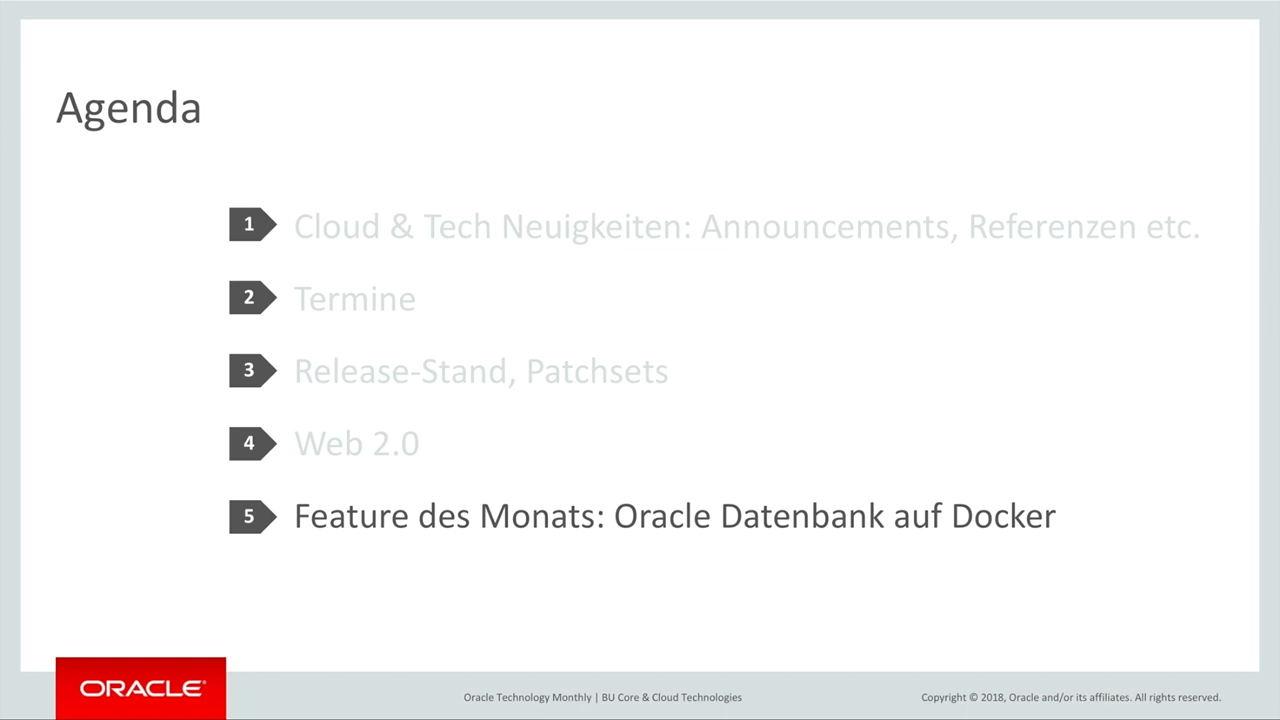 Agenda
1 Cloud & Tech Neuigkeiten: Announcements, Referenzen etc.
2 Termine
3 Release-Stand, Patchsets
4 Web 2.0
5 Feature des Monats: Oracle Datenbank auf Docker
ORACLE®
Oracle Technology Monthly | BU Core & Cloud Technologies
Copyright © 2018, Oracle and/or its affiliates. All rights reserved.